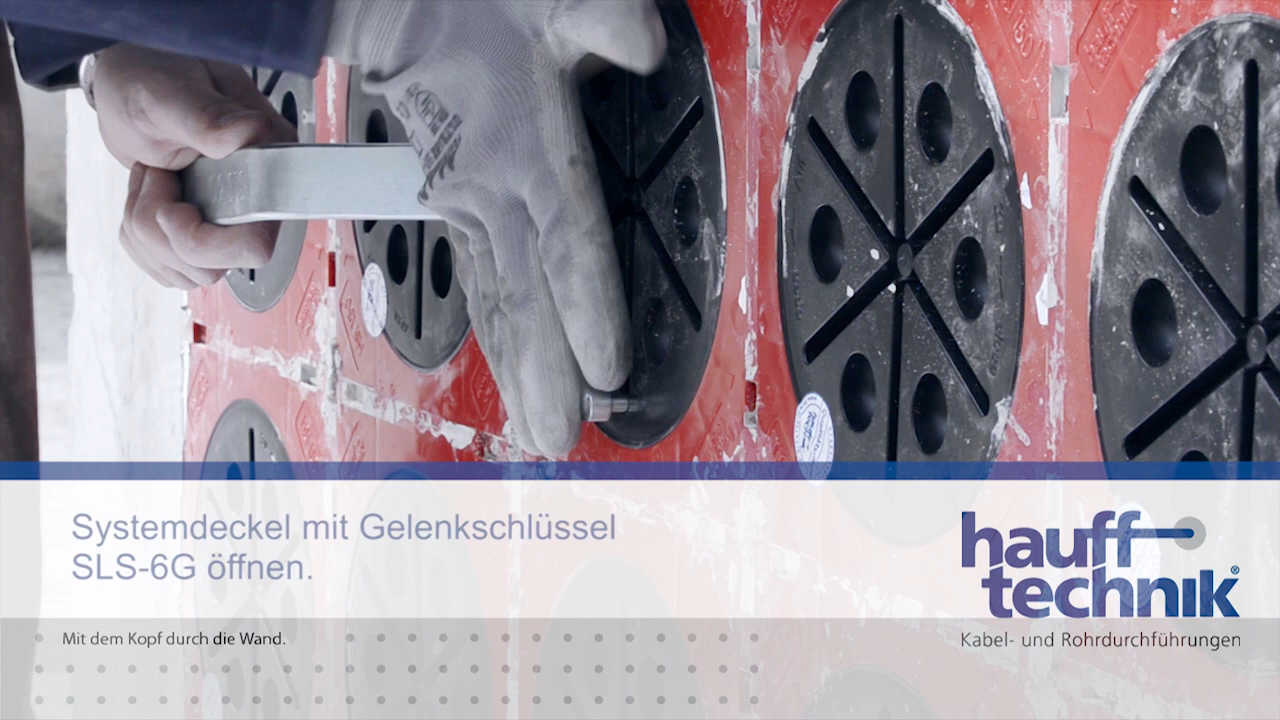 Systemdeckel mit Gelenkschlüssel
SLS-6G öffnen.
hauff
technik®
Mit dem Kopf durch die Wand.
Kabel- und Rohrdurchführungen